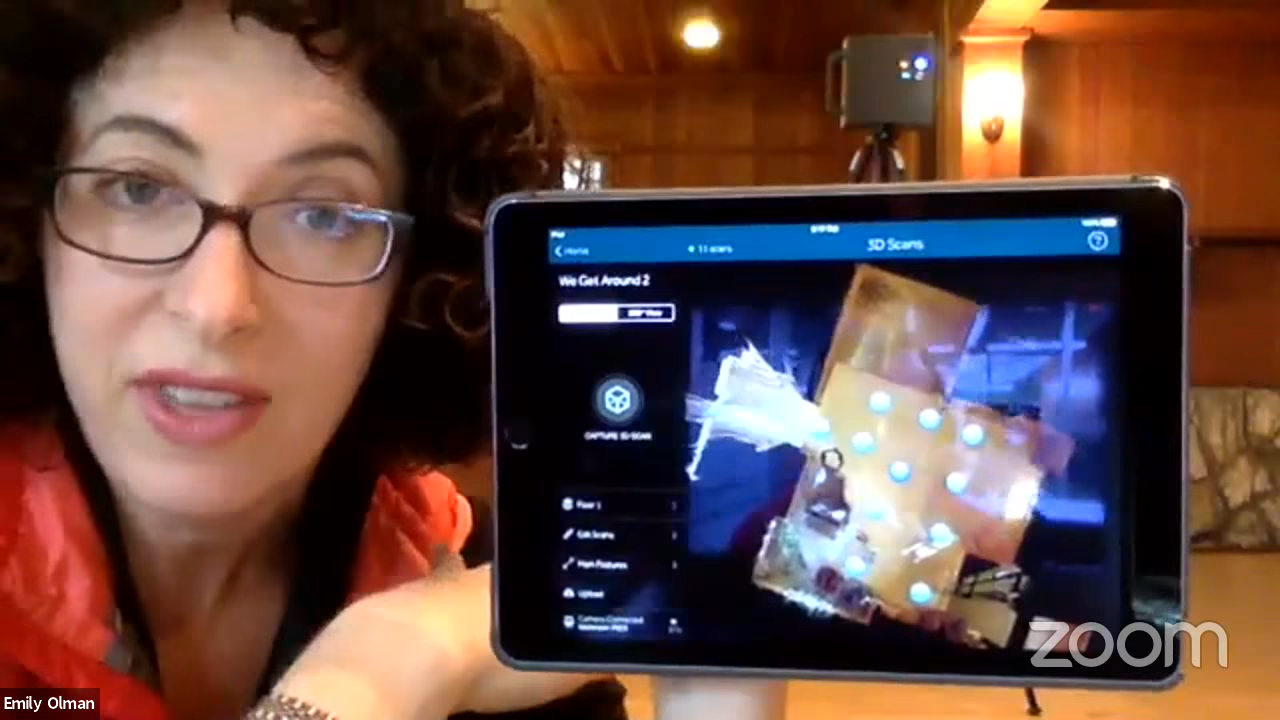 < Home
11 scans
3D Scans
?
We Get Around 2
360° View
CAPTURE 3D SCAN
Floor 1
Edit Scans
Mark Features
Upload
Camera Connected
zoom
Emily Olman